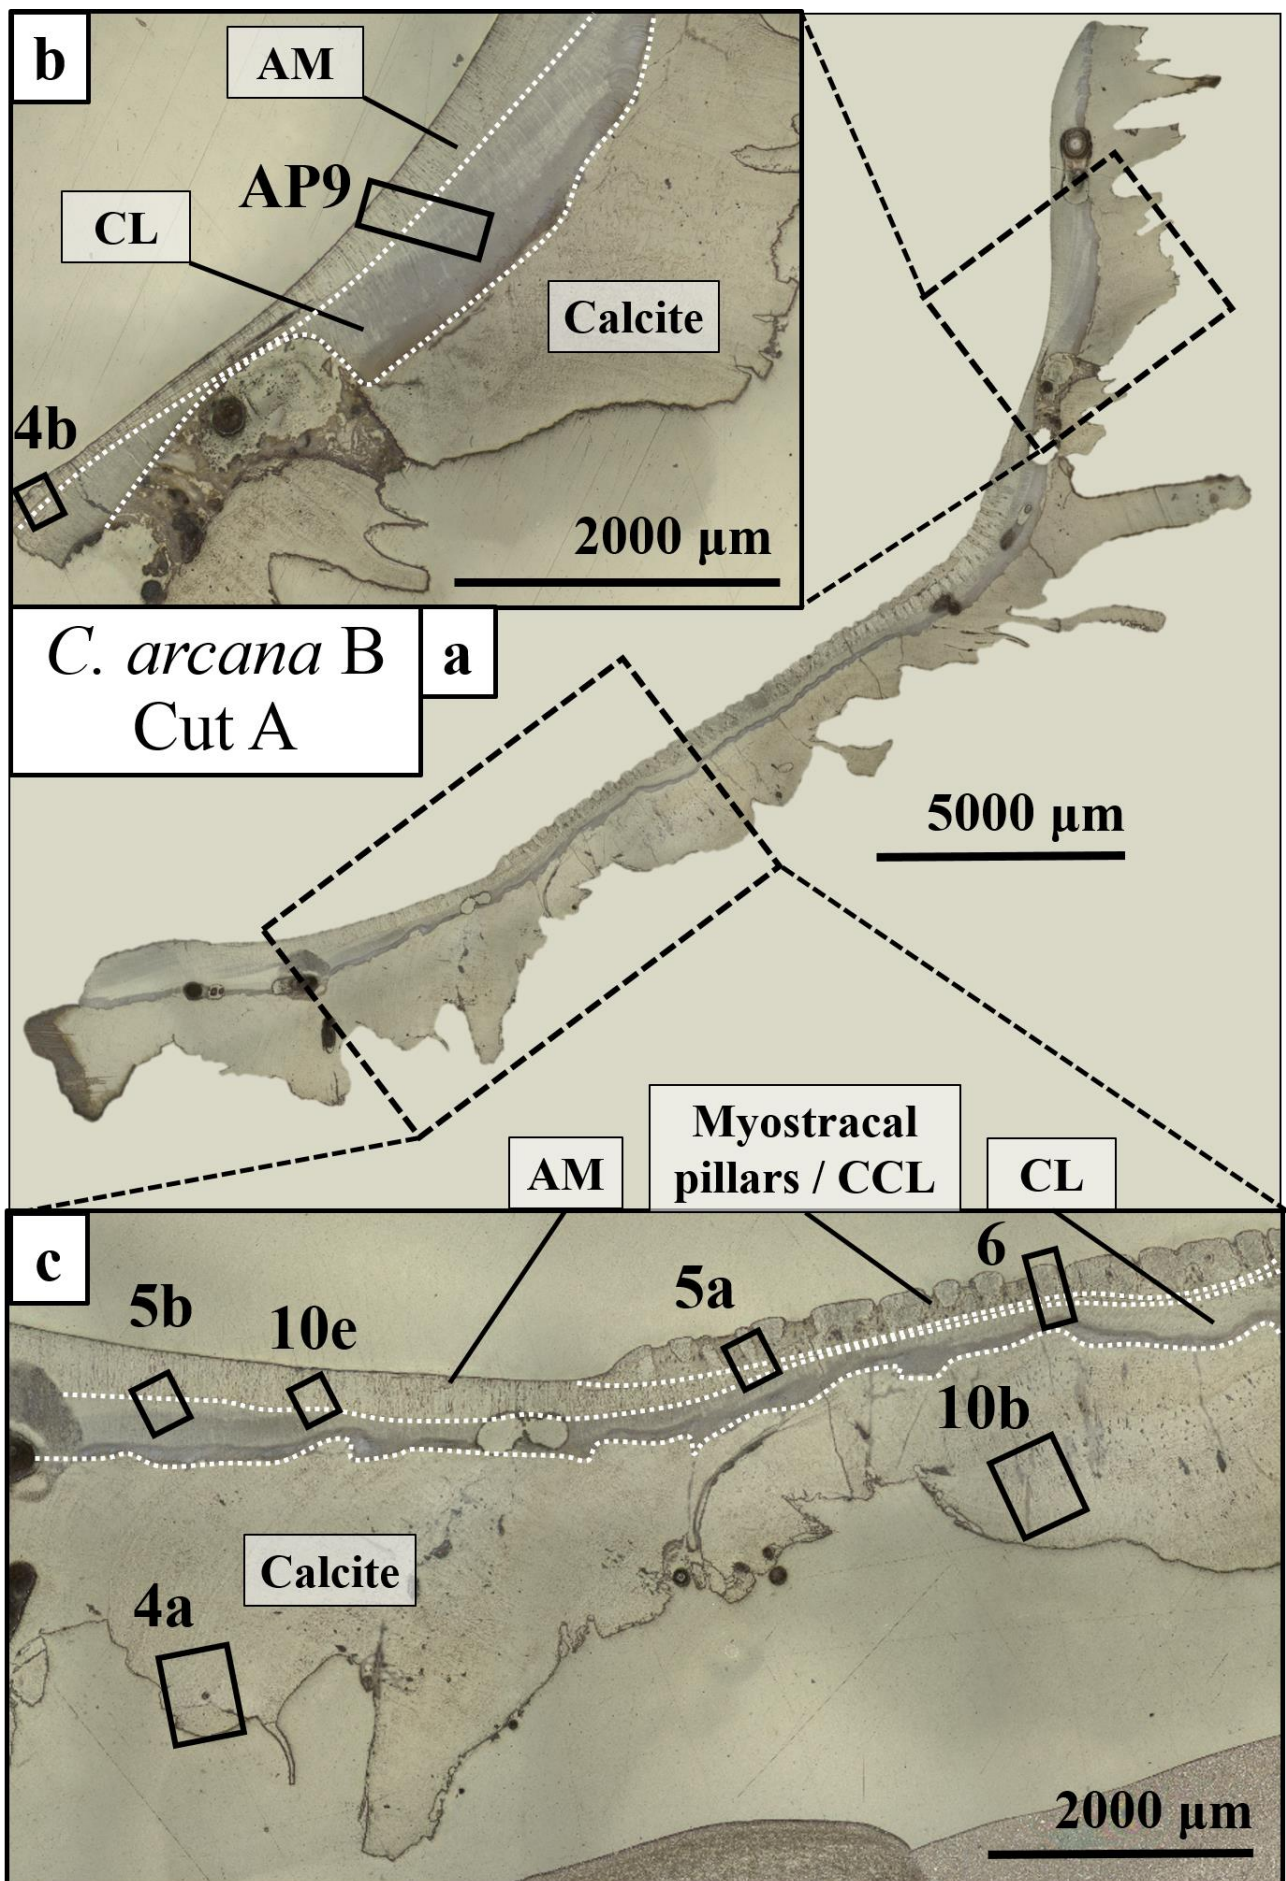 b
AM
AP9
CL
Calcite
4b
2000 μm
C. arcana B
Cut A
a
5000 μm
AM
Myostracal
pillars / CCL
CL
c
5b
10e
5a
6
10b
Calcite
4a
2000 μm